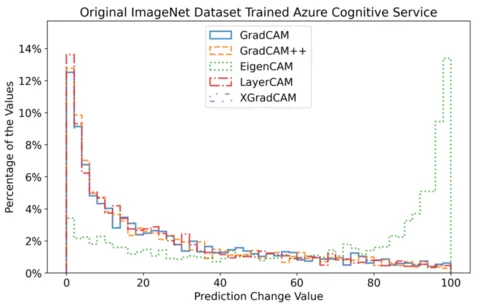 Original ImageNet Dataset Trained Azure Cognitive Service
GradCAM
GradCAM++
EigenCAM
LayerCAM
XGradCAM
14%
12%
10%
8%
6%
4%
2%
0%
Percentage of the Values
0 20 40 60 80 100
Prediction Change Value